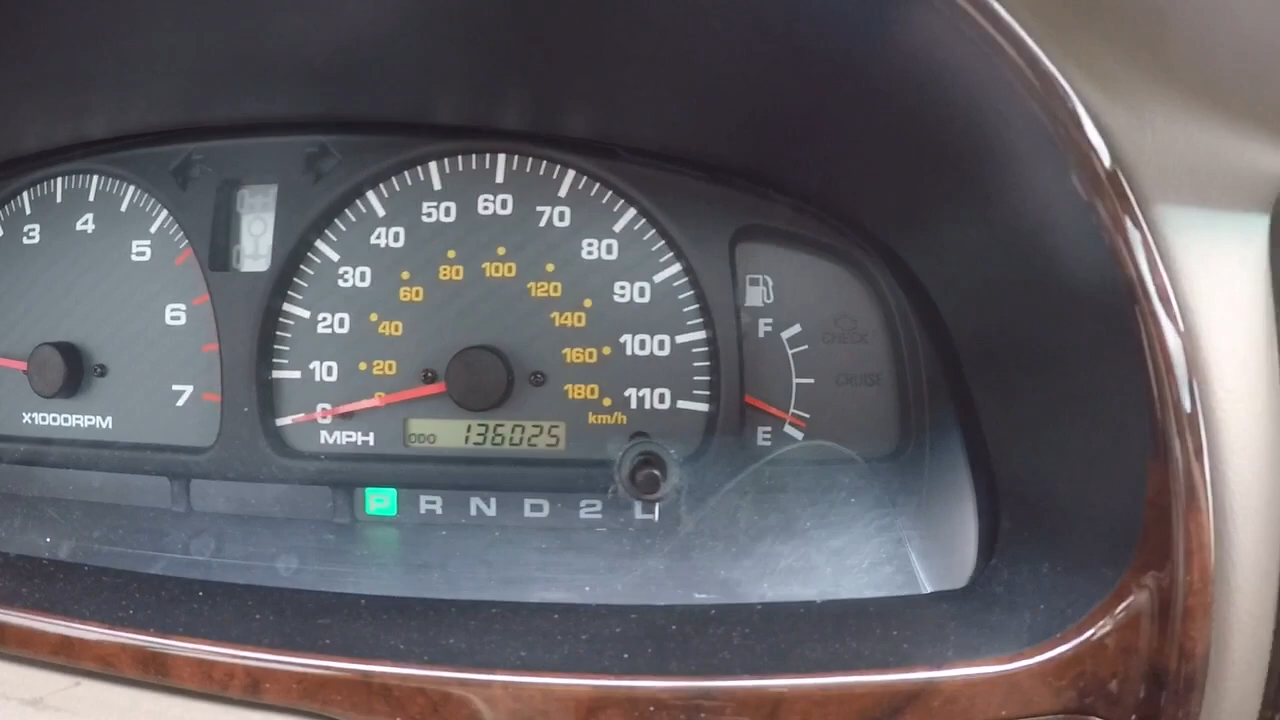 3 4 5 6 7
X1000RPM
0 10 20 30 40 50 60 70 80 90 100 110
20 40 60 80 100 120 140 160 180
km/h
MPH
ODO 136025
F
E
CHECK
CRUISE
P R N D 2 L